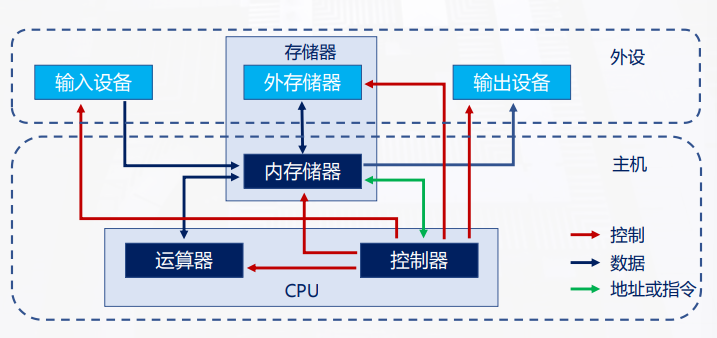 存储器
外设
输入设备
外存储器
输出设备
主机
内存储器
运算器
控制器
CPU
控制
数据
地址或指令